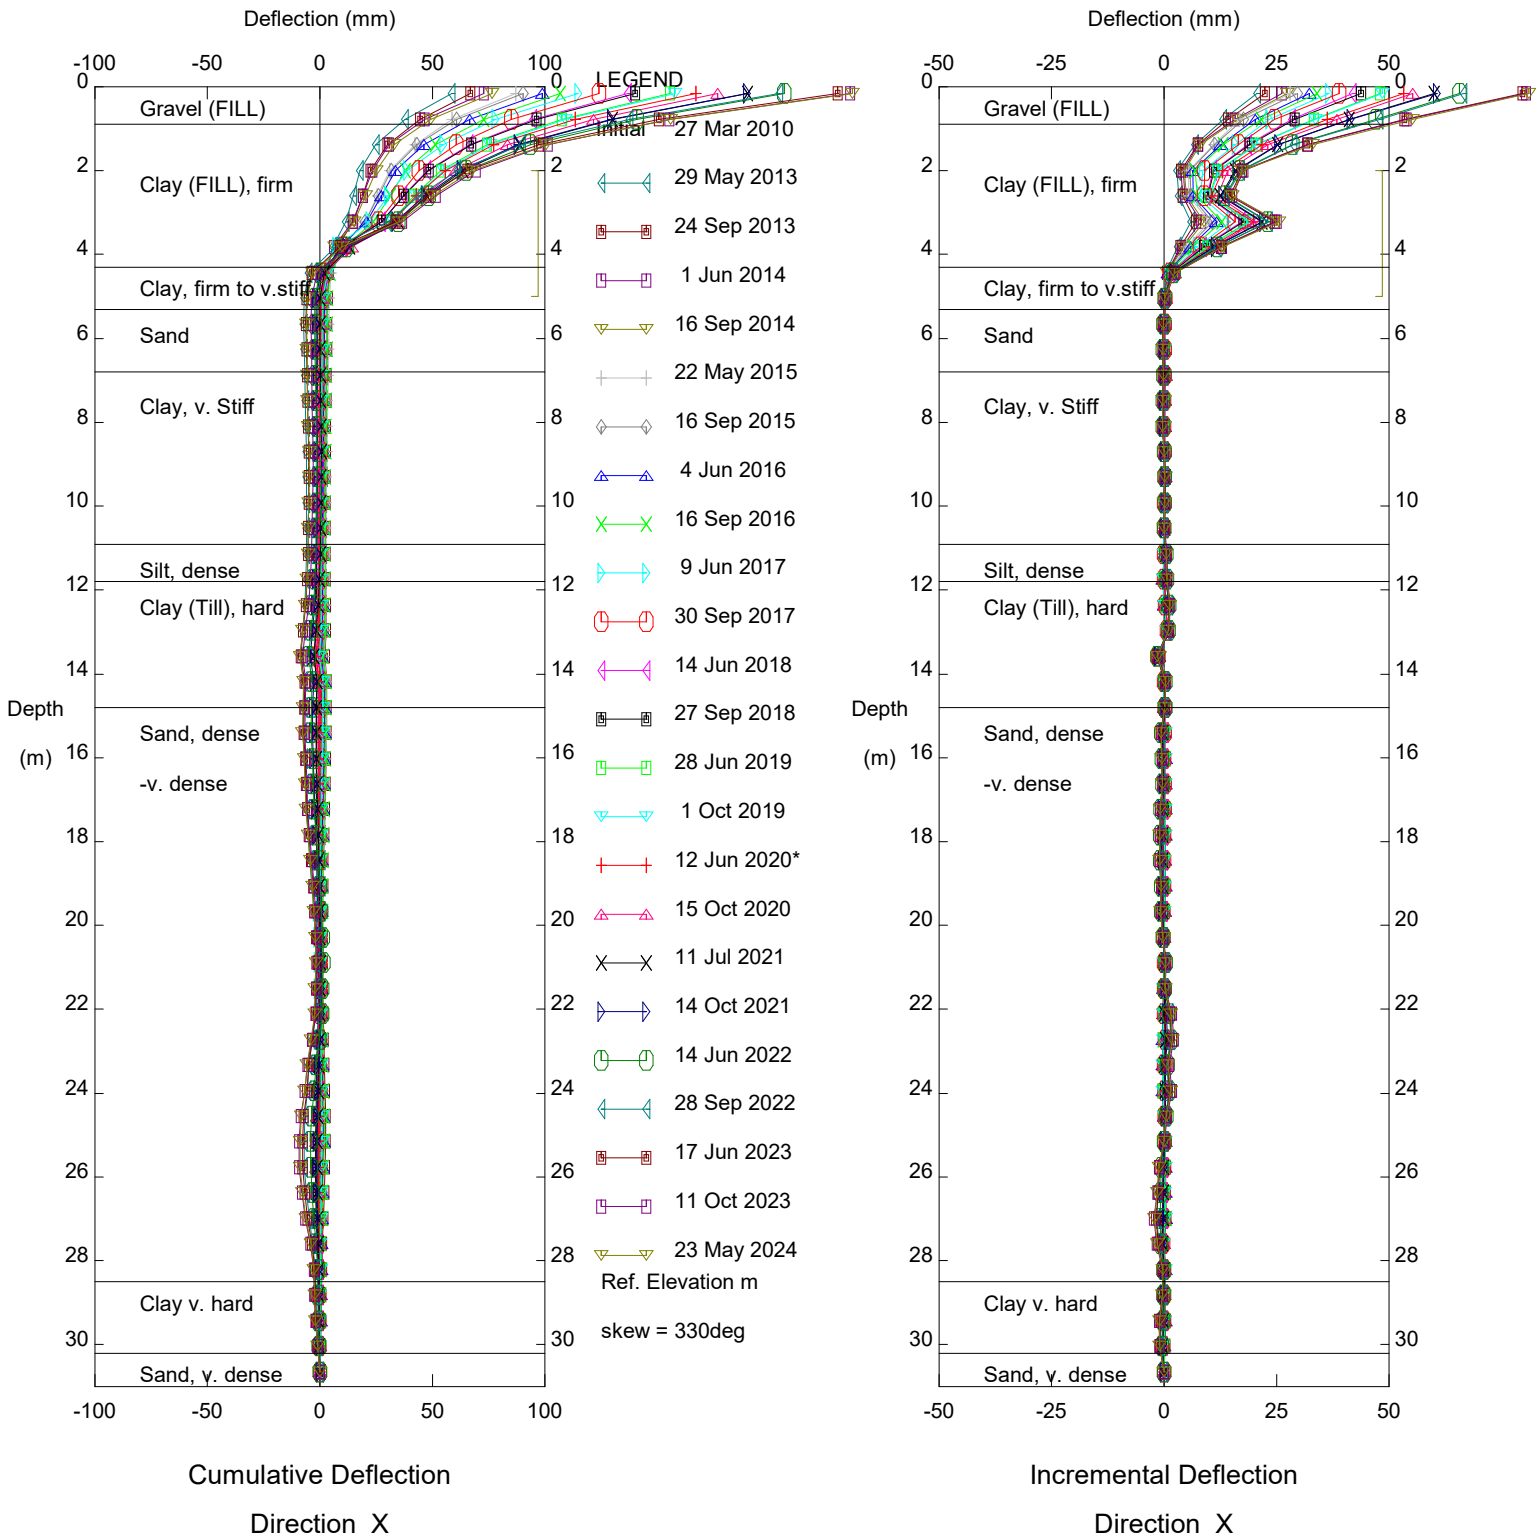 Deflection (mm)
-100 -50 0 50 100
0
Gravel (FILL)
2
Clay (FILL), firm
4
Clay, firm to v.stiff
6
Sand
8
Clay, v. Stiff
10
Silt, dense
12
Clay (Till), hard
14
Depth
(m)
Sand, dense
16
-v. dense
18
20
22
24
26
28
Clay v. hard
30
Sand, v. dense
-100 -50 0 50 100
Cumulative Deflection
Direction X
0
2
4
6
8
10
12
14
16
18
20
22
24
26
28
30
LEGEND
Initial 27 Mar 2010
29 May 2013
24 Sep 2013
1 Jun 2014
16 Sep 2014
22 May 2015
16 Sep 2015
4 Jun 2016
16 Sep 2016
9 Jun 2017
30 Sep 2017
14 Jun 2018
27 Sep 2018
28 Jun 2019
1 Oct 2019
12 Jun 2020*
15 Oct 2020
11 Jul 2021
14 Oct 2021
14 Jun 2022
28 Sep 2022
17 Jun 2023
11 Oct 2023
23 May 2024
Ref. Elevation m
skew = 330deg
Deflection (mm)
-50 -25 0 25 50
0
Gravel (FILL)
2
Clay (FILL), firm
4
Clay, firm to v.stiff
6
Sand
8
Clay, v. Stiff
10
Silt, dense
12
Clay (Till), hard
14
Depth
(m)
Sand, dense
16
-v. dense
18
20
22
24
26
28
Clay v. hard
30
Sand, v. dense
-50 -25 0 25 50
Incremental Deflection
Direction X
0
2
4
6
8
10
12
14
16
18
20
22
24
26
28
30